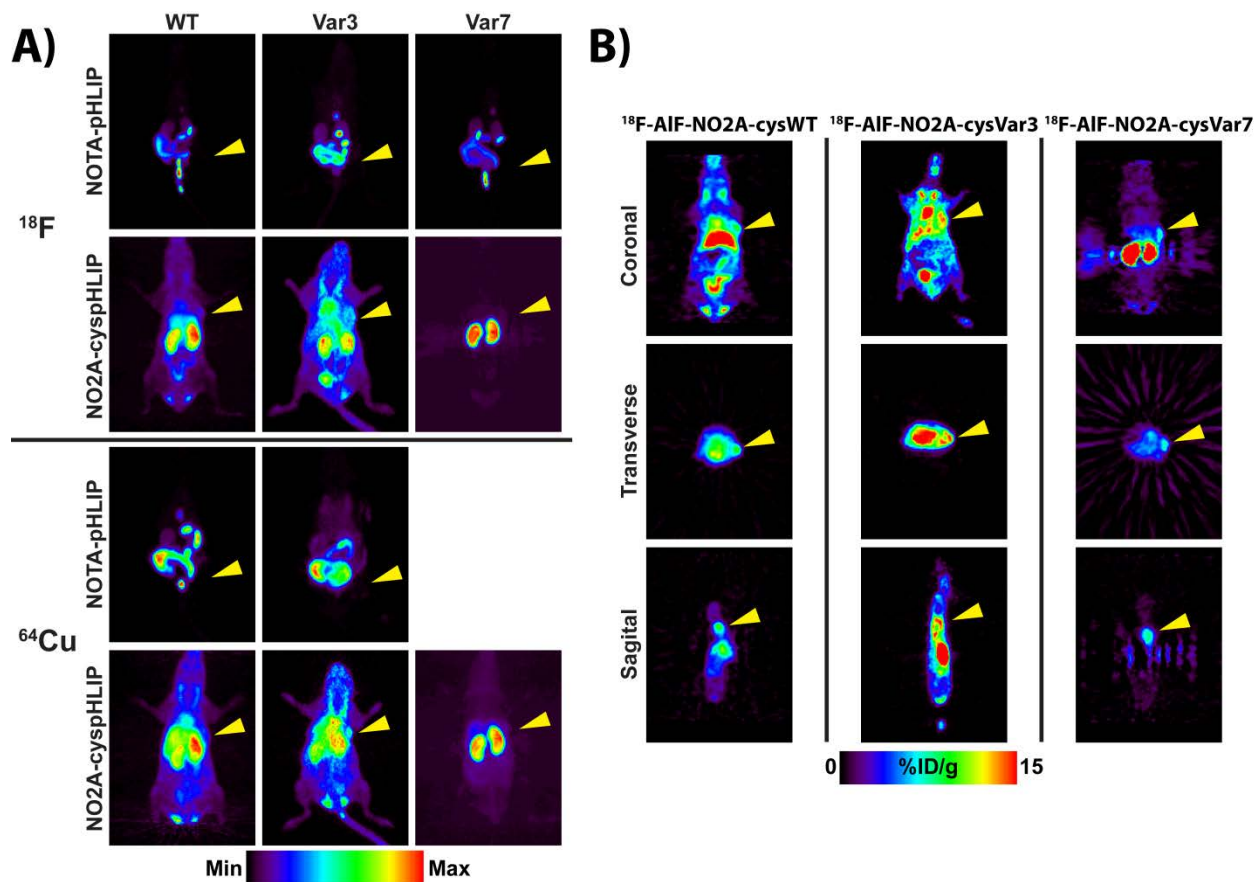 A)
WT Var3 Var7
NOTA-pHLIP
¹⁸F
NO2A-cyspHLIP
NOTA-pHLIP
⁶⁴Cu
NO2A-cyspHLIP
Min Max
B)
¹⁸F-AlF-NO2A-cysWT ¹⁸F-AlF-NO2A-cysVar3 ¹⁸F-AlF-NO2A-cysVar7
Coronal
Transverse
Sagital
0 %ID/g 15